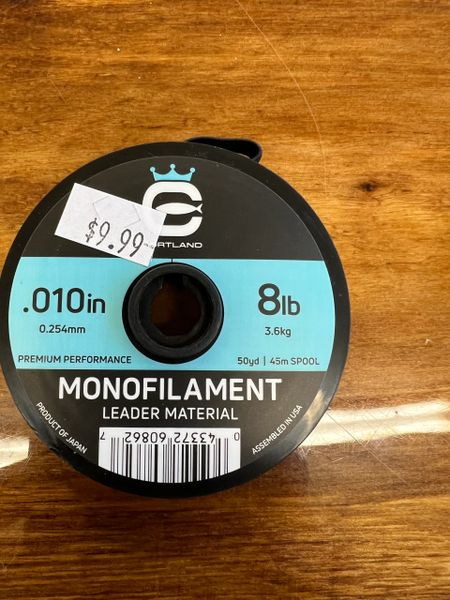 $9.99
RTLAND
.010in
0.254mm
8lb
3.6kg
PREMIUM PERFORMANCE
50yd | 45m SPOOL
MONOFILAMENT
LEADER MATERIAL
PRODUCT OF JAPAN
ASSEMBLED IN USA
0 43372 60862 7